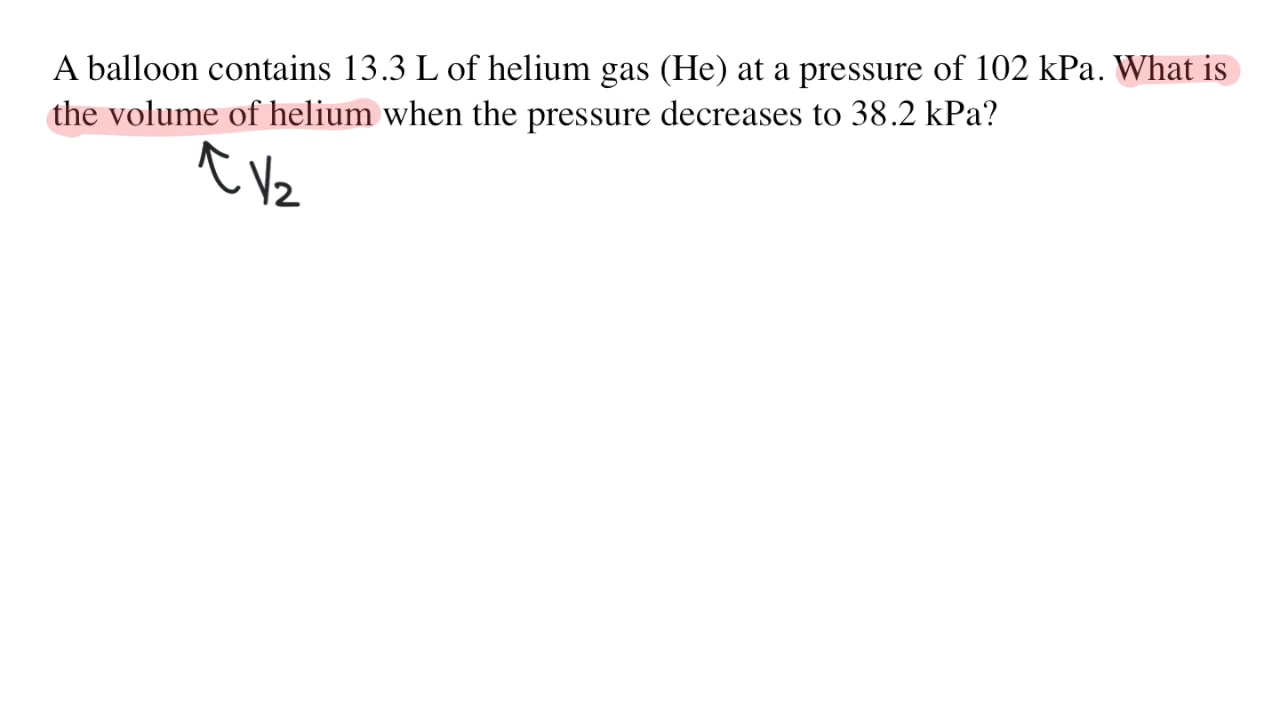 A balloon contains 13.3 L of helium gas (He) at a pressure of 102 kPa. What is
the volume of helium when the pressure decreases to 38.2 kPa?
V₂